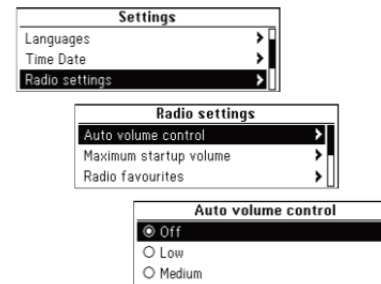 Settings
Languages
Time Date
Radio settings
Radio settings
Auto volume control
Maximum startup volume
Radio favourites
Auto volume control
Off
Low
Medium